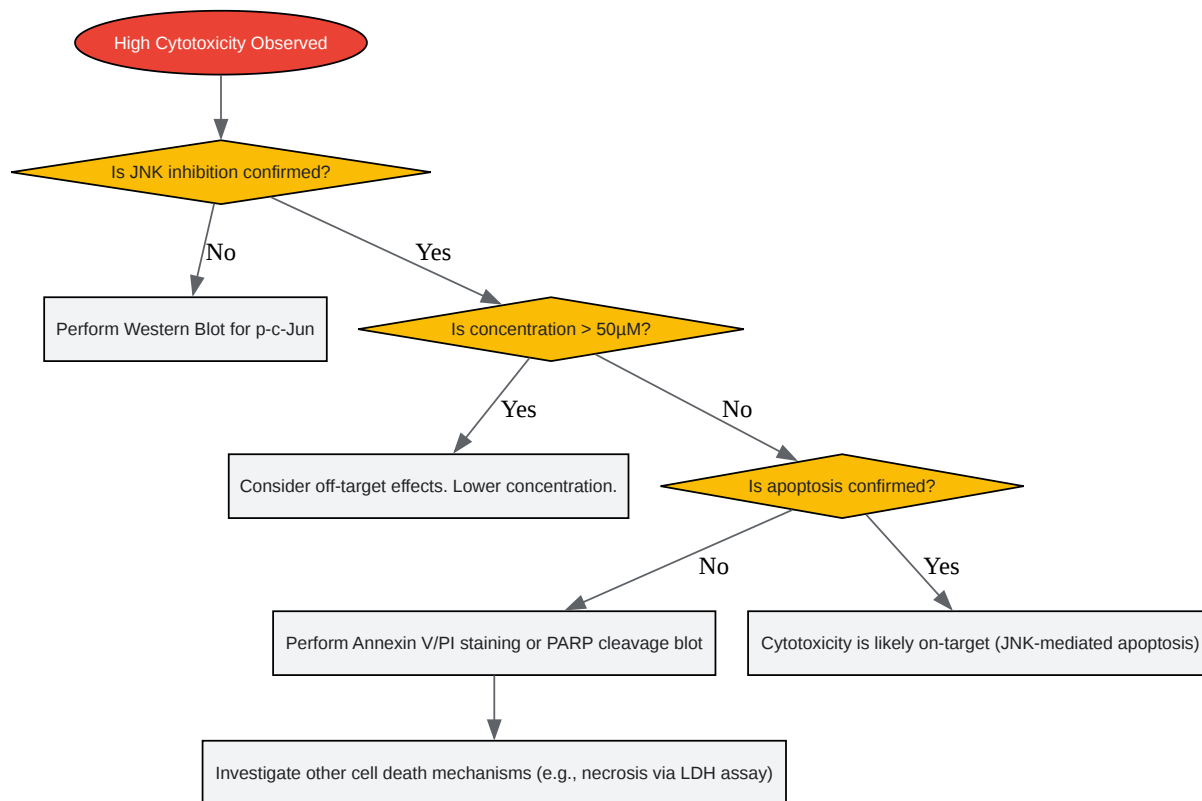 High Cytotoxicity Observed
Is JNK inhibition confirmed?
No
Yes
Perform Western Blot for p-c-Jun
Is concentration > 50µM?
Yes
No
Consider off-target effects. Lower concentration.
Is apoptosis confirmed?
No
Yes
Perform Annexin V/PI staining or PARP cleavage blot
Cytotoxicity is likely on-target (JNK-mediated apoptosis)
Investigate other cell death mechanisms (e.g., necrosis via LDH assay)